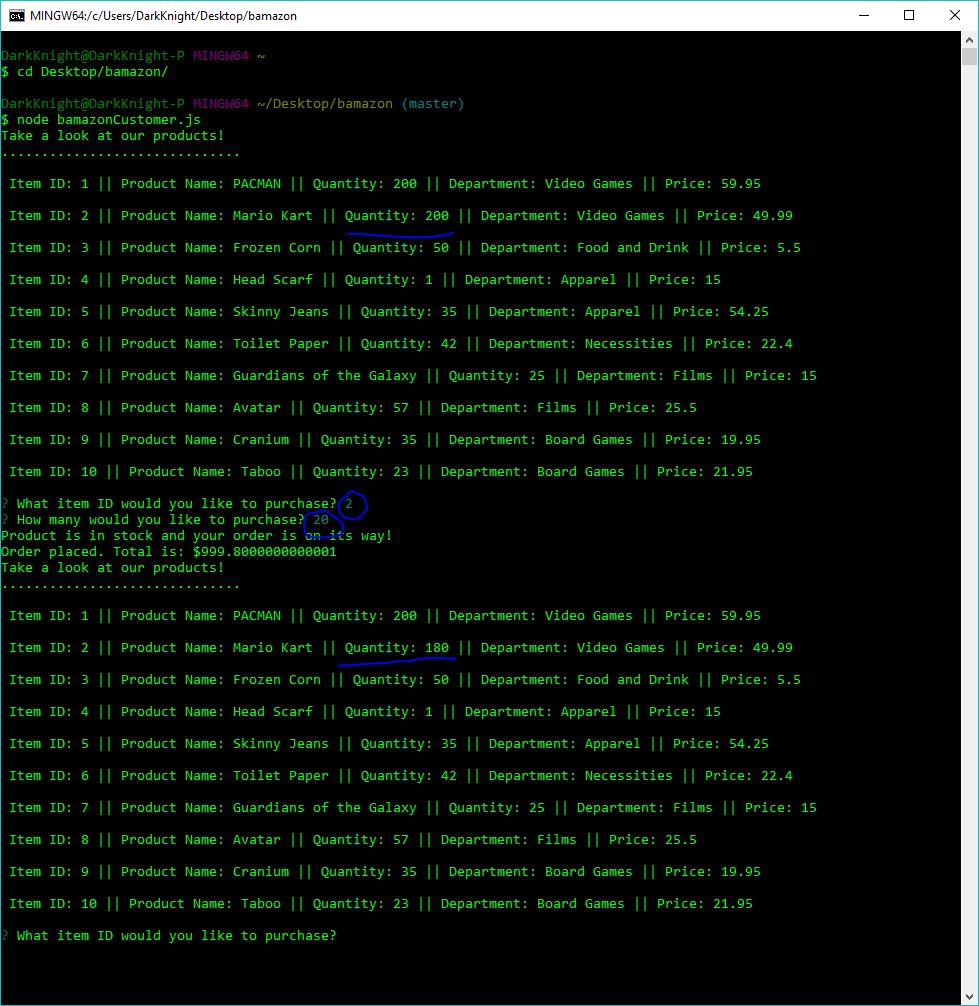 MINGW64:/c/Users/DarkKnight/Desktop/bamazon
DarkKnight@DarkKnight-P MINGW64 ~
$ cd Desktop/bamazon/
DarkKnight@DarkKnight-P MINGW64 ~/Desktop/bamazon (master)
$ node bamazonCustomer.js
Take a look at our products!
..............................
Item ID: 1 || Product Name: PACMAN || Quantity: 200 || Department: Video Games || Price: 59.95
Item ID: 2 || Product Name: Mario Kart || Quantity: 200 || Department: Video Games || Price: 49.99
Item ID: 3 || Product Name: Frozen Corn || Quantity: 50 || Department: Food and Drink || Price: 5.5
Item ID: 4 || Product Name: Head Scarf || Quantity: 1 || Department: Apparel || Price: 15
Item ID: 5 || Product Name: Skinny Jeans || Quantity: 35 || Department: Apparel || Price: 54.25
Item ID: 6 || Product Name: Toilet Paper || Quantity: 42 || Department: Necessities || Price: 22.4
Item ID: 7 || Product Name: Guardians of the Galaxy || Quantity: 25 || Department: Films || Price: 15
Item ID: 8 || Product Name: Avatar || Quantity: 57 || Department: Films || Price: 25.5
Item ID: 9 || Product Name: Cranium || Quantity: 35 || Department: Board Games || Price: 19.95
Item ID: 10 || Product Name: Taboo || Quantity: 23 || Department: Board Games || Price: 21.95
? What item ID would you like to purchase? 2
? How many would you like to purchase? 20
Product is in stock and your order is on its way!
Order placed. Total is: $999.8000000000001
Take a look at our products!
..............................
Item ID: 1 || Product Name: PACMAN || Quantity: 200 || Department: Video Games || Price: 59.95
Item ID: 2 || Product Name: Mario Kart || Quantity: 180 || Department: Video Games || Price: 49.99
Item ID: 3 || Product Name: Frozen Corn || Quantity: 50 || Department: Food and Drink || Price: 5.5
Item ID: 4 || Product Name: Head Scarf || Quantity: 1 || Department: Apparel || Price: 15
Item ID: 5 || Product Name: Skinny Jeans || Quantity: 35 || Department: Apparel || Price: 54.25
Item ID: 6 || Product Name: Toilet Paper || Quantity: 42 || Department: Necessities || Price: 22.4
Item ID: 7 || Product Name: Guardians of the Galaxy || Quantity: 25 || Department: Films || Price: 15
Item ID: 8 || Product Name: Avatar || Quantity: 57 || Department: Films || Price: 25.5
Item ID: 9 || Product Name: Cranium || Quantity: 35 || Department: Board Games || Price: 19.95
Item ID: 10 || Product Name: Taboo || Quantity: 23 || Department: Board Games || Price: 21.95
? What item ID would you like to purchase?